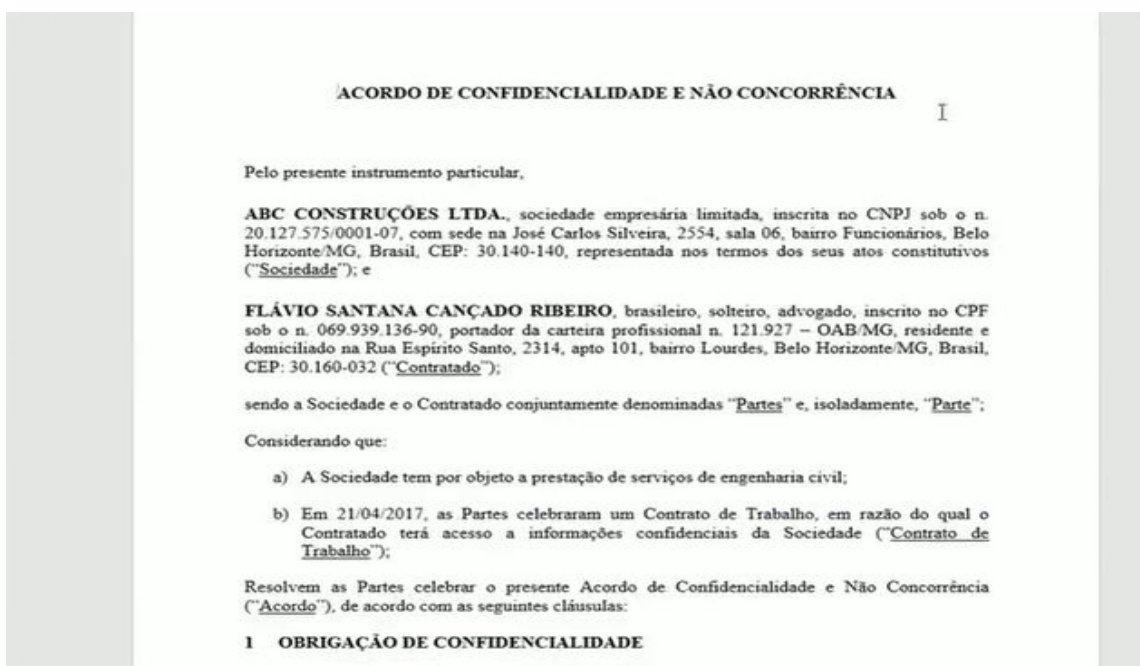 ACORDO DE CONFIDENCIALIDADE E NÃO CONCORRÊNCIA
Pelo presente instrumento particular,
ABC CONSTRUÇÕES LTDA., sociedade empresária limitada, inscrita no CNPJ sob o n.
20.127.575/0001-07, com sede na José Carlos Silveira, 2554, sala 06, bairro Funcionários, Belo
Horizonte/MG, Brasil, CEP: 30.140-140, representada nos termos dos seus atos constitutivos
("Sociedade"); e
FLÁVIO SANTANA CANÇADO RIBEIRO, brasileiro, solteiro, advogado, inscrito no CPF
sob o n. 069.939.136-90, portador da carteira profissional n. 121.927 – OAB/MG, residente e
domiciliado na Rua Espírito Santo, 2314, apto 101, bairro Lourdes, Belo Horizonte/MG, Brasil,
CEP: 30.160-032 ("Contratado");
sendo a Sociedade e o Contratado conjuntamente denominadas "Partes" e, isoladamente, "Parte";
Considerando que:
a) A Sociedade tem por objeto a prestação de serviços de engenharia civil;
b) Em 21/04/2017, as Partes celebraram um Contrato de Trabalho, em razão do qual o
Contratado terá acesso a informações confidenciais da Sociedade ("Contrato de
Trabalho");
Resolvem as Partes celebrar o presente Acordo de Confidencialidade e Não Concorrência
("Acordo"), de acordo com as seguintes cláusulas:
1 OBRIGAÇÃO DE CONFIDENCIALIDADE